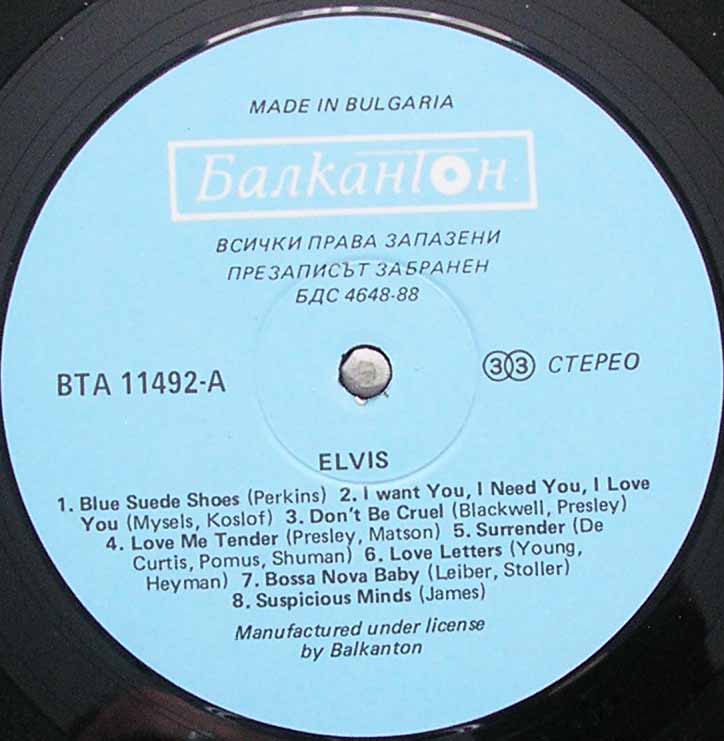 MADE IN BULGARIA
Балкантон
ВСИЧКИ ПРАВА ЗАПАЗЕНИ
ПРЕЗАПИСЪТ ЗАБРАНЕН
БДС 4648-88
ВТА 11492-А
33 СТЕРЕО
ELVIS
1. Blue Suede Shoes (Perkins) 2. I want You, I Need You, I Love
You (Mysels, Koslof) 3. Don't Be Cruel (Blackwell, Presley)
4. Love Me Tender (Presley, Matson) 5. Surrender (De
Curtis, Pomus, Shuman) 6. Love Letters (Young,
Heyman) 7. Bossa Nova Baby (Leiber, Stoller)
8. Suspicious Minds (James)
Manufactured under license
by Balkanton